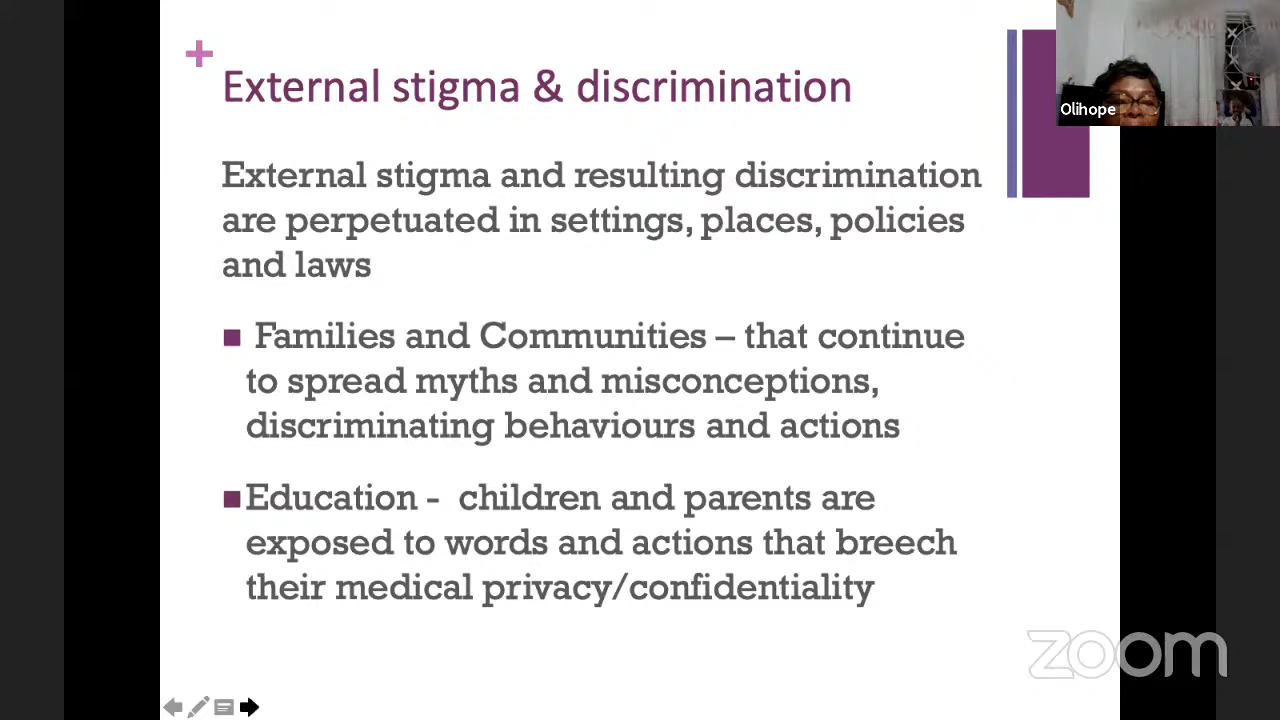 +
External stigma & discrimination
Olihope
External stigma and resulting discrimination
are perpetuated in settings, places, policies
and laws
■ Families and Communities – that continue
to spread myths and misconceptions,
discriminating behaviours and actions
■ Education - children and parents are
exposed to words and actions that breech
their medical privacy/confidentiality
zoom